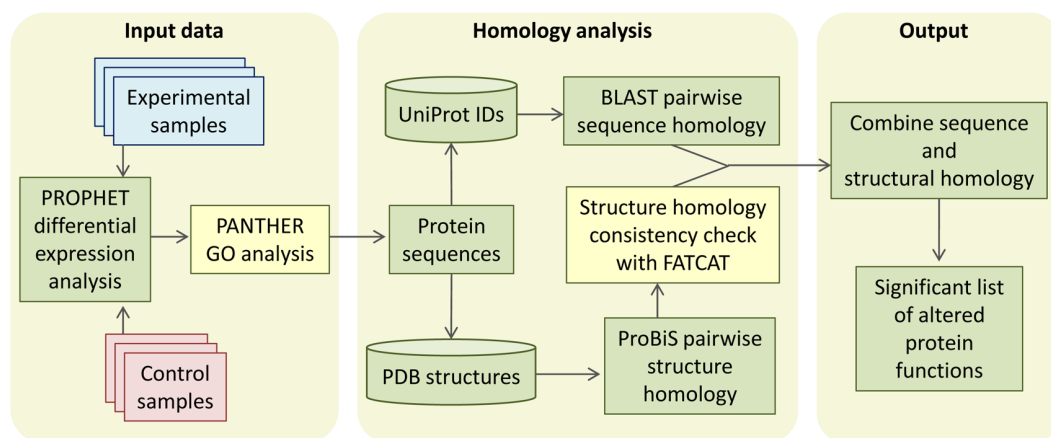 Input data
Experimental
samples
PROPHET
differential
expression
analysis
PANTHER
GO analysis
Control
samples
Homology analysis
UniProt IDs
BLAST pairwise
sequence homology
Protein
sequences
Structure homology
consistency check
with FATCAT
PDB structures
ProBiS pairwise
structure
homology
Output
Combine sequence
and
structural homology
Significant list
of altered
protein
functions